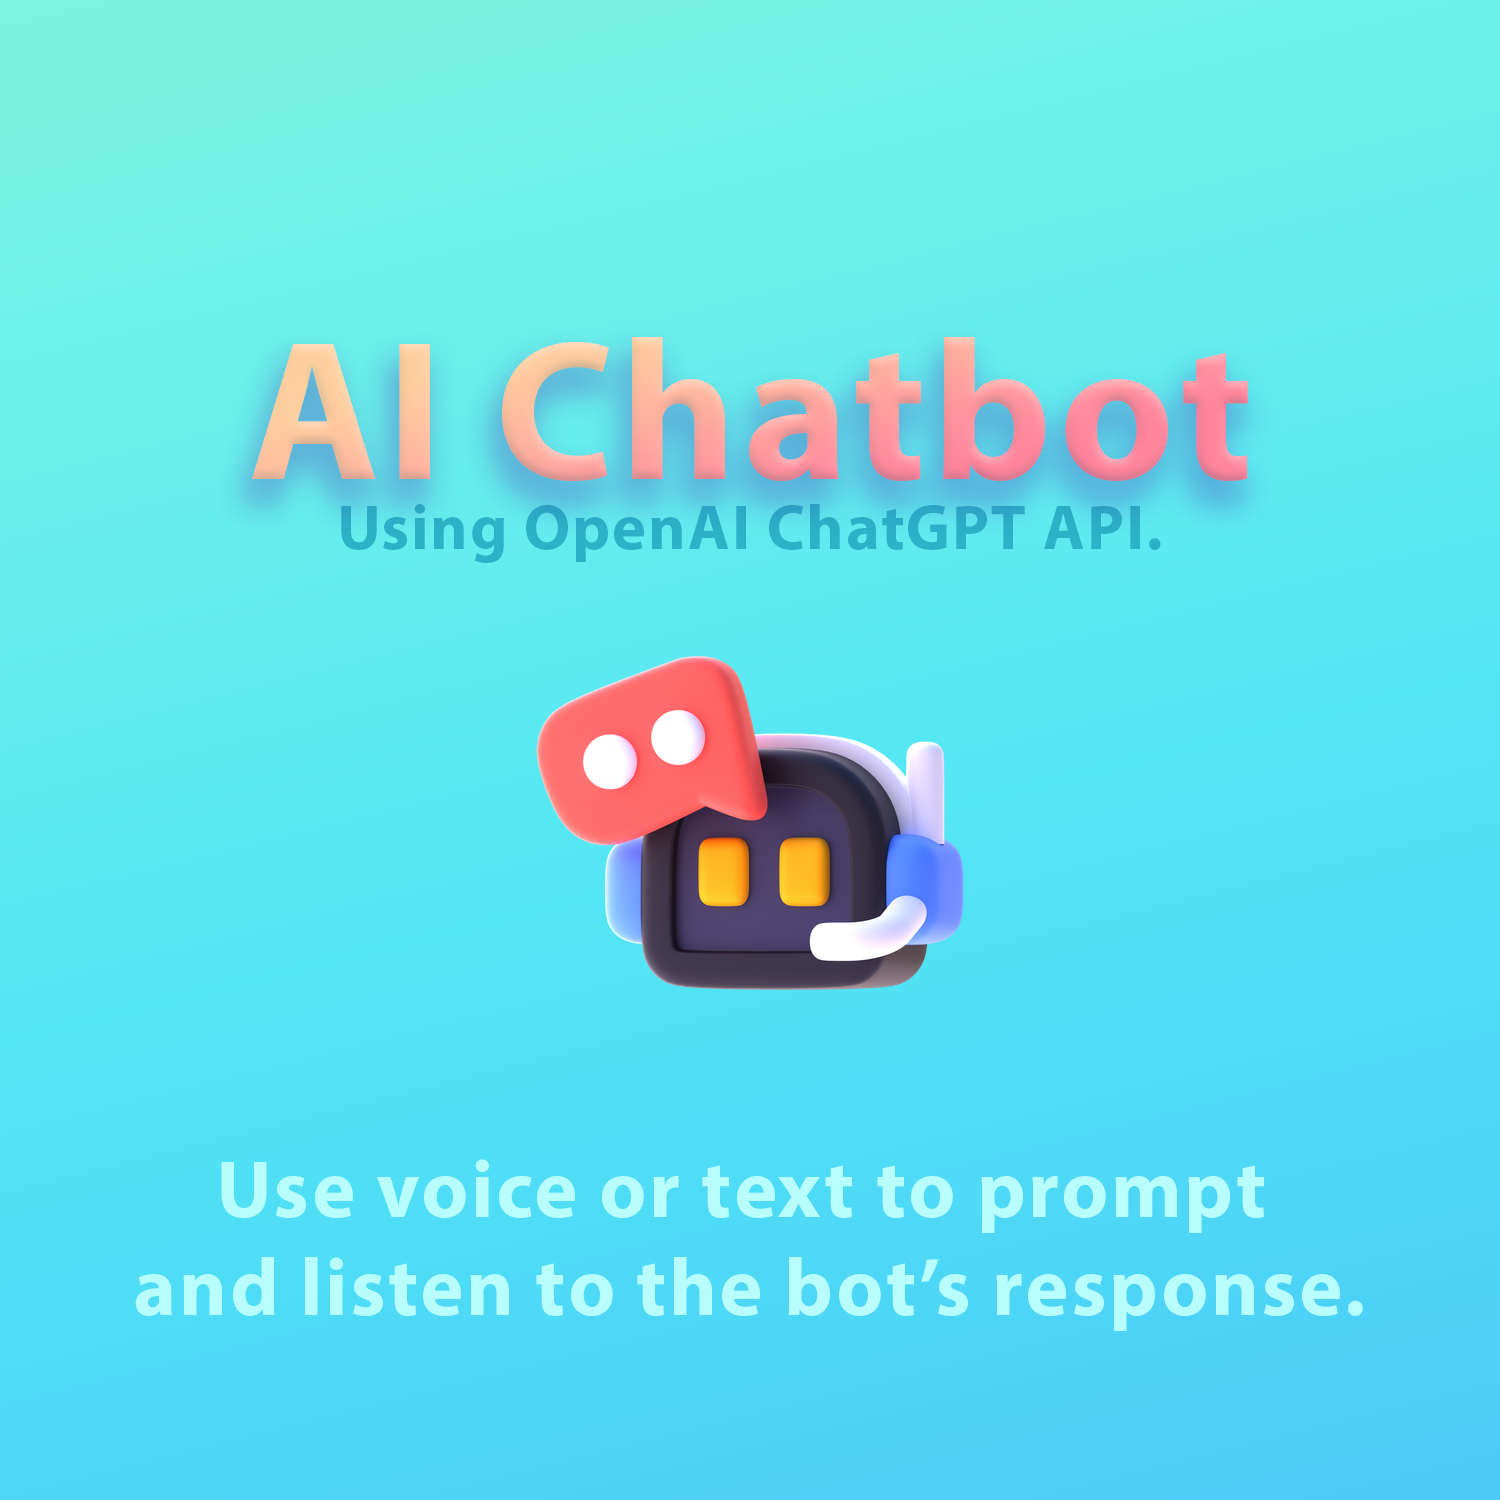 AI Chatbot
Using OpenAI ChatGPT API.
Use voice or text to prompt
and listen to the bot’s response.